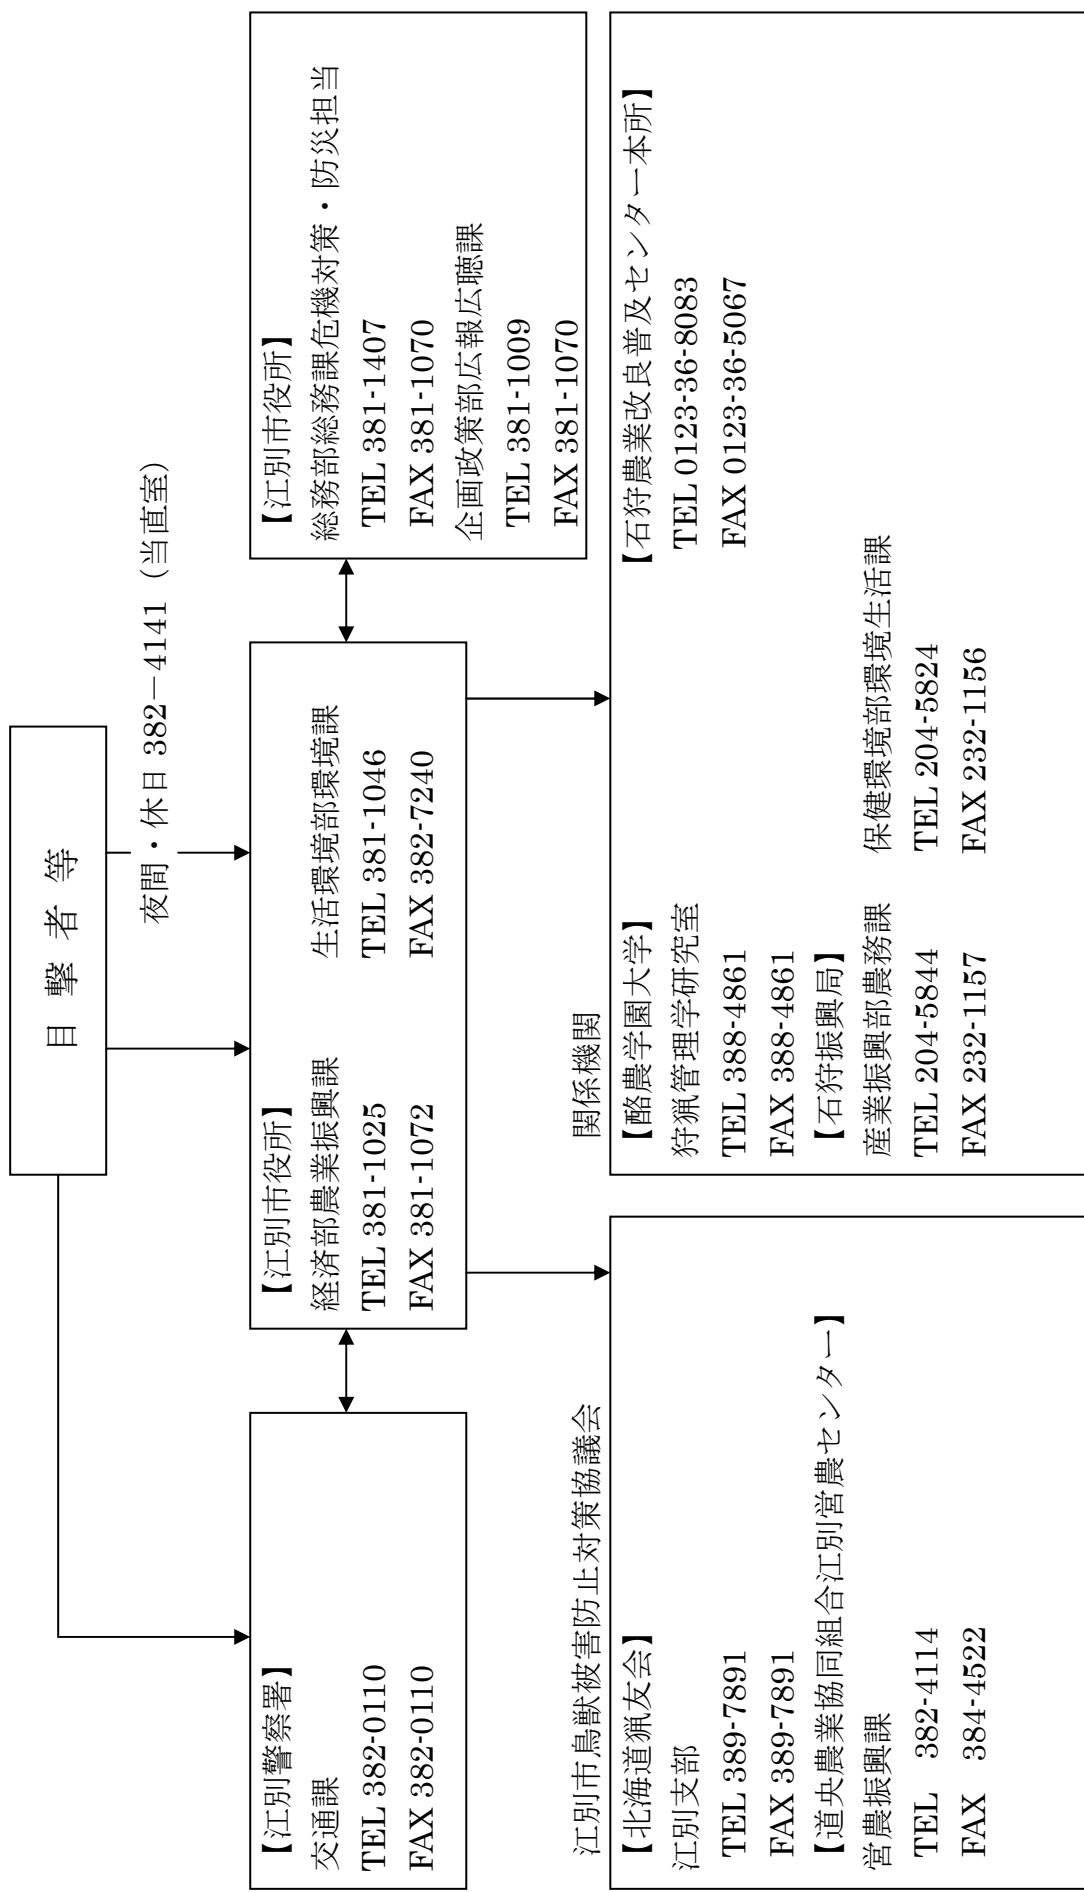 目 撃 者 等
夜間・休日 382－4141（当直室）
【江別警察署】
交通課
TEL 382-0110
FAX 382-0110
【江別市役所】
経済部農業振興課
TEL 381-1025
FAX 381-1072
生活環境部環境課
TEL 381-1046
FAX 382-7240
【江別市役所】
総務部総務課危機対策・防災担当
TEL 381-1407
FAX 381-1070
企画政策部広報広聴課
TEL 381-1009
FAX 381-1070
江別市鳥獣被害防止対策協議会
【北海道猟友会】
江別支部
TEL 389-7891
FAX 389-7891
【道央農業協同組合江別営農センター】
営農振興課
TEL 382-4114
FAX 384-4522
関係機関
【酪農学園大学】
狩猟管理学研究室
TEL 388-4861
FAX 388-4861
【石狩振興局】
産業振興部農務課
TEL 204-5844
FAX 232-1157
保健環境部環境生活課
TEL 204-5824
FAX 232-1156
【石狩農業改良普及センター本所】
TEL 0123-36-8083
FAX 0123-36-5067